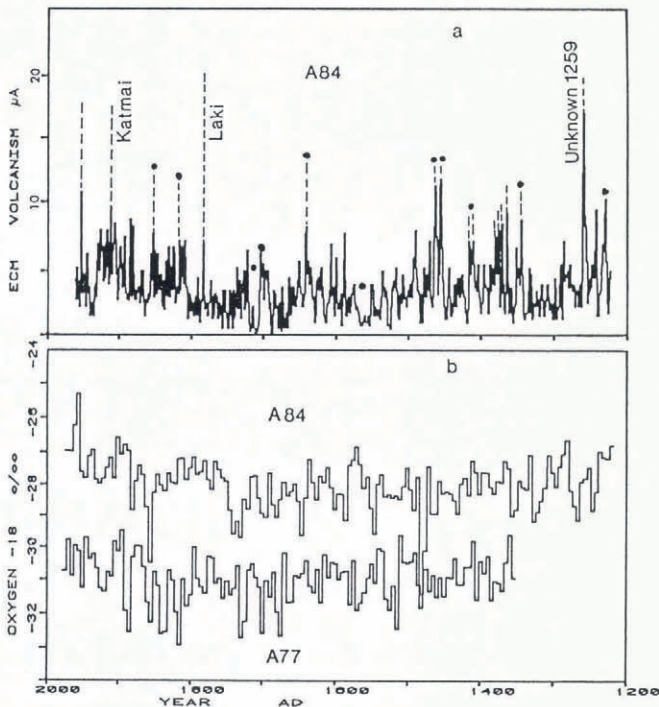 a
A84
20
ECM VOLCANISM µA
Katmai
Laki
Unknown 1259
10
b
-24
A84
-26
-28
OXYGEN -18 o/oo
-30
-32
A77
2000 1800 1600 1400 1200
YEAR AD